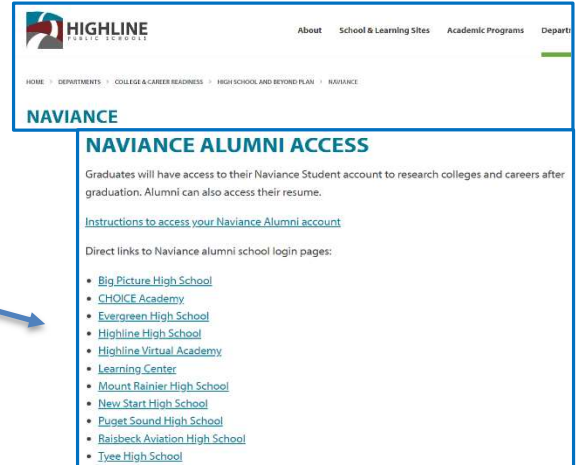 HIGHLINE
PUBLIC SCHOOLS
About School & Learning Sites Academic Programs Departm
HOME > DEPARTMENTS > COLLEGE & CAREER READINESS > HIGH SCHOOL AND BEYOND PLAN > NAVIANCE
NAVIANCE
NAVIANCE ALUMNI ACCESS
Graduates will have access to their Naviance Student account to research colleges and careers after
graduation. Alumni can also access their resume.
Instructions to access your Naviance Alumni account
Direct links to Naviance alumni school login pages:
• Big Picture High School
• CHOICE Academy
• Evergreen High School
• Highline High School
• Highline Virtual Academy
• Learning Center
• Mount Rainier High School
• New Start High School
• Puget Sound High School
• Raisbeck Aviation High School
• Tyee High School